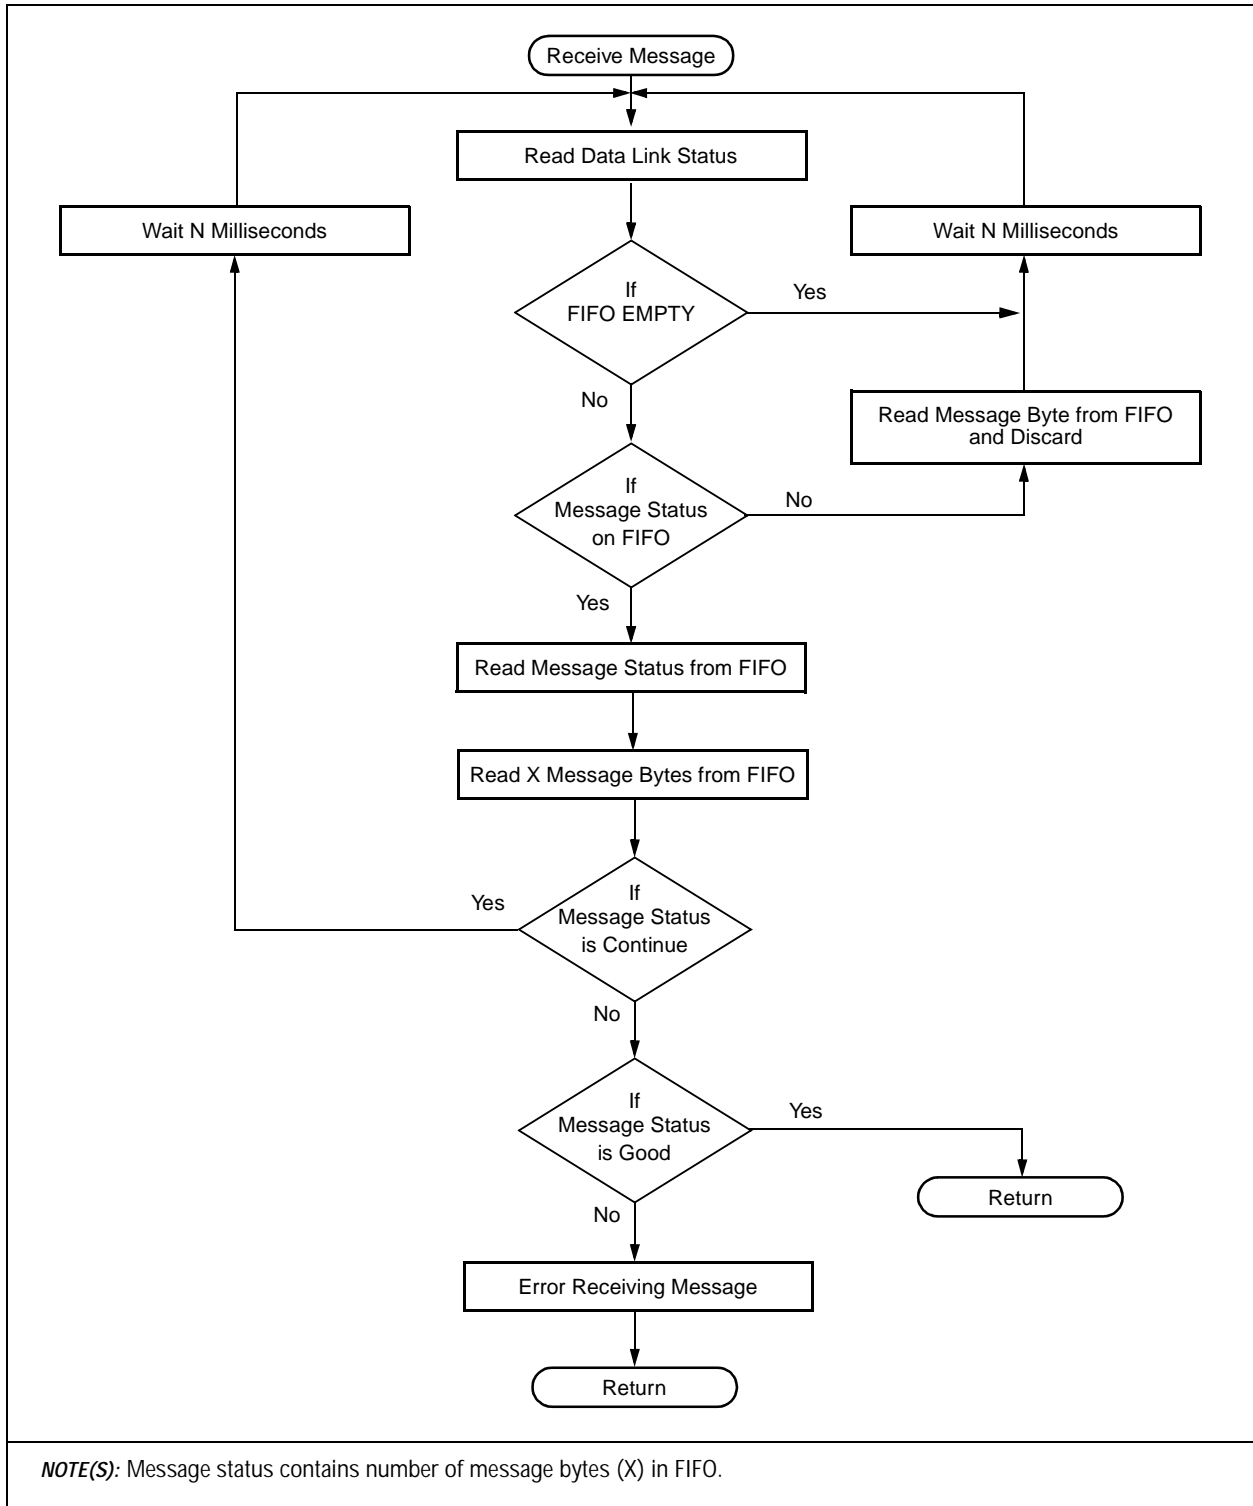 Receive Message
Read Data Link Status
Wait N Milliseconds
Wait N Milliseconds
If
FIFO EMPTY
Yes
No
Read Message Byte from FIFO
and Discard
If
Message Status
on FIFO
No
Yes
Read Message Status from FIFO
Read X Message Bytes from FIFO
If
Message Status
is Continue
Yes
No
If
Message Status
is Good
Yes
Return
No
Error Receiving Message
Return
NOTE(S): Message status contains number of message bytes (X) in FIFO.